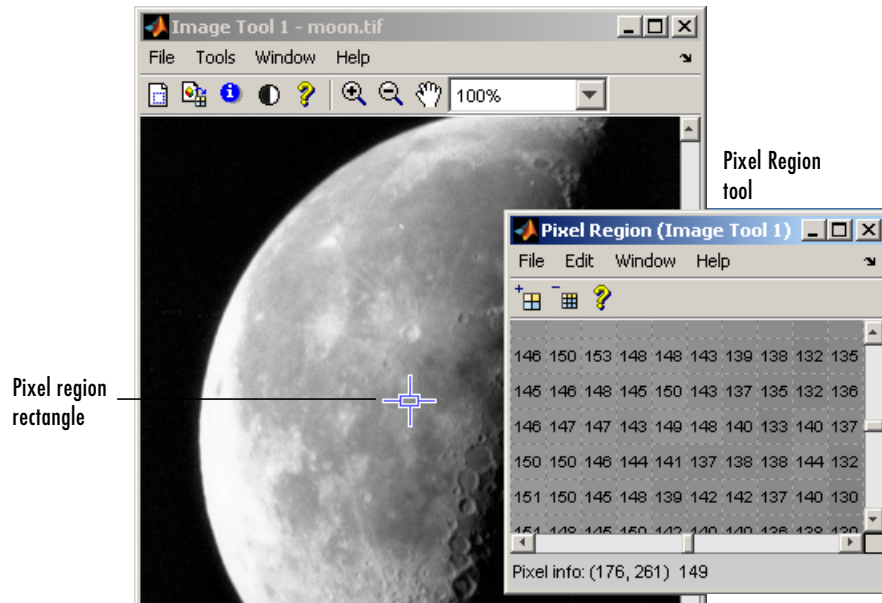 Image Tool 1 - moon.tif
File Tools Window Help
100%
Pixel Region
tool
Pixel Region (Image Tool 1)
File Edit Window Help
146 150 153 148 148 143 139 138 132 135
145 146 148 145 150 143 137 135 132 136
146 147 147 143 149 148 140 133 140 137
150 150 146 144 141 137 138 138 144 132
151 150 145 148 139 142 142 137 140 130
Pixel info: (176, 261) 149
Pixel region
rectangle